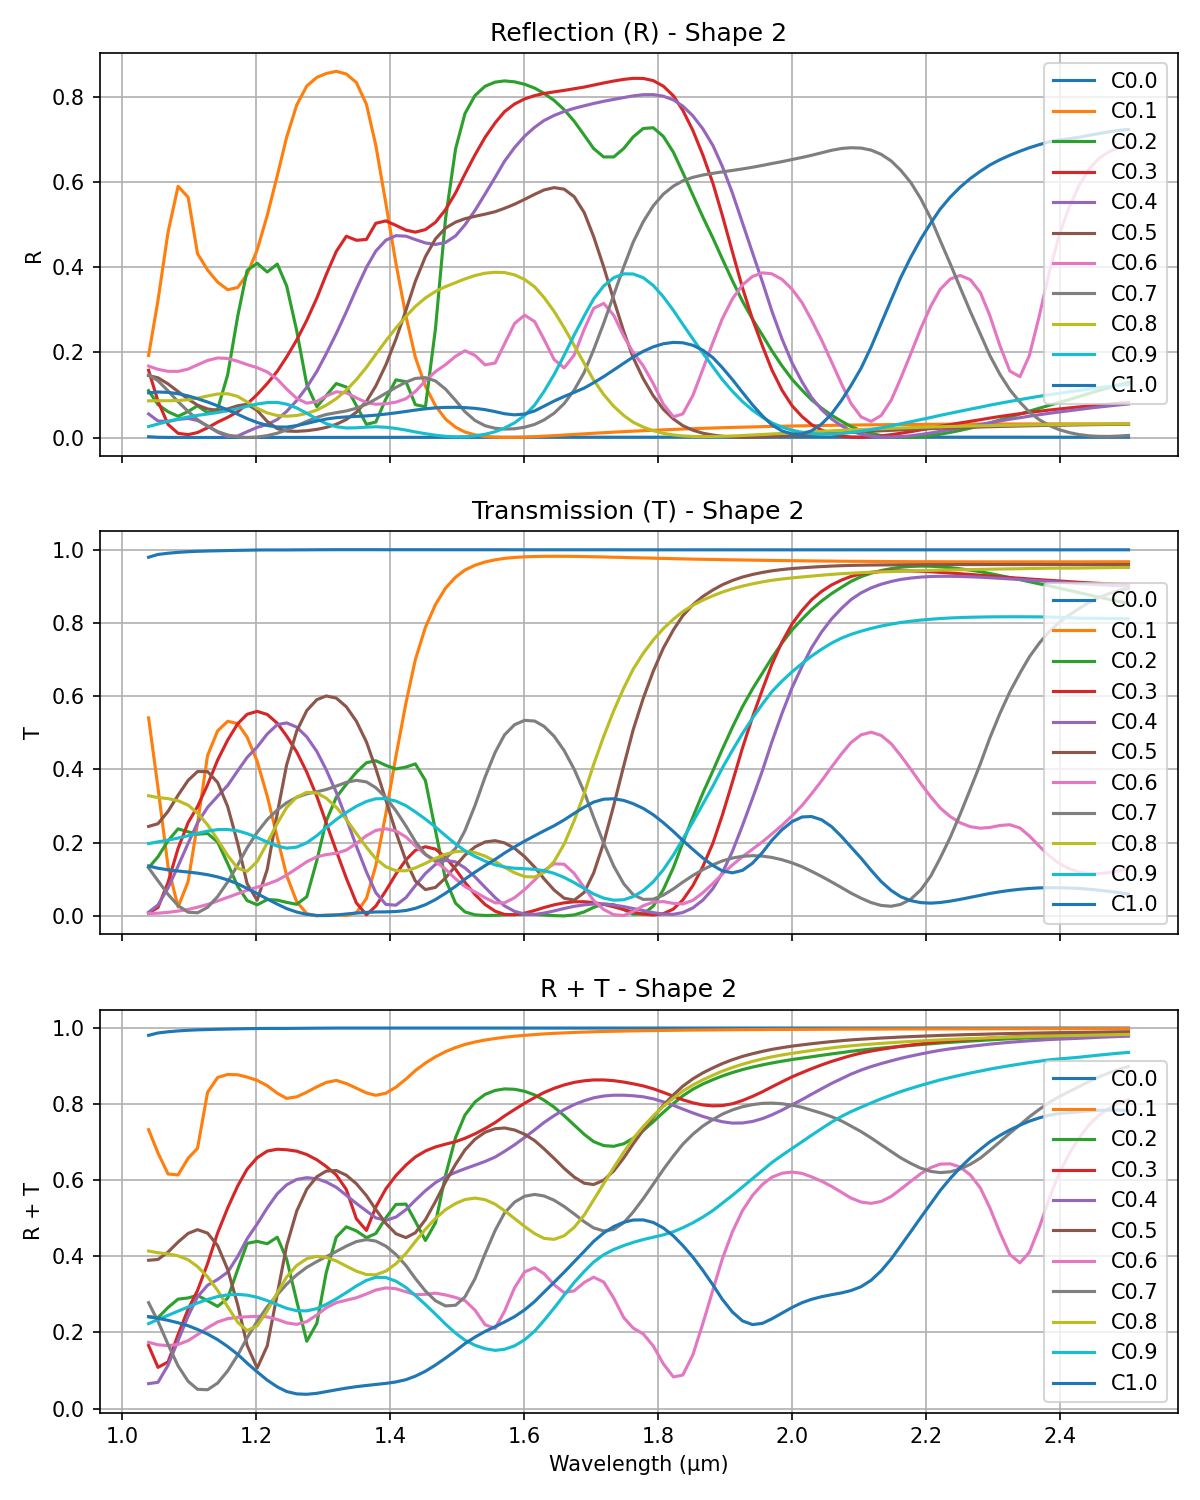 Reflection (R) - Shape 2
R
0.8
0.6
0.4
0.2
0.0
C0.0
C0.1
C0.2
C0.3
C0.4
C0.5
C0.6
C0.7
C0.8
C0.9
C1.0
Transmission (T) - Shape 2
T
1.0
0.8
0.6
0.4
0.2
0.0
C0.0
C0.1
C0.2
C0.3
C0.4
C0.5
C0.6
C0.7
C0.8
C0.9
C1.0
R + T - Shape 2
R + T
1.0
0.8
0.6
0.4
0.2
0.0
C0.0
C0.1
C0.2
C0.3
C0.4
C0.5
C0.6
C0.7
C0.8
C0.9
C1.0
1.0 1.2 1.4 1.6 1.8 2.0 2.2 2.4
Wavelength (μm)